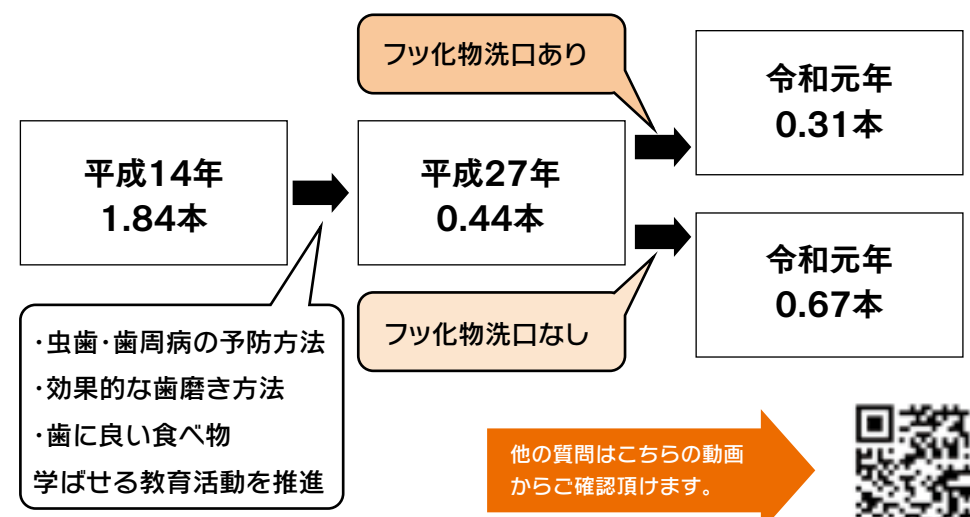 フッ化物洗口あり
令和元年
0.31本
平成14年
1.84本
平成27年
0.44本
令和元年
0.67本
フッ化物洗口なし
・虫歯・歯周病の予防方法
・効果的な歯磨き方法
・歯に良い食べ物
学ばせる教育活動を推進
他の質問はこちらの動画
からご確認頂けます。